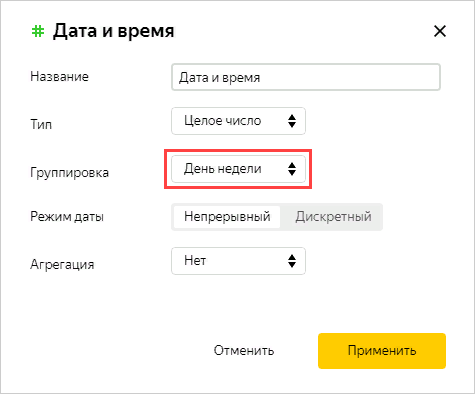 # Дата и время
Название Дата и время
Тип Целое число
Группировка День недели
Режим даты Непрерывный Дискретный
Агрегация Нет
Отменить Применить